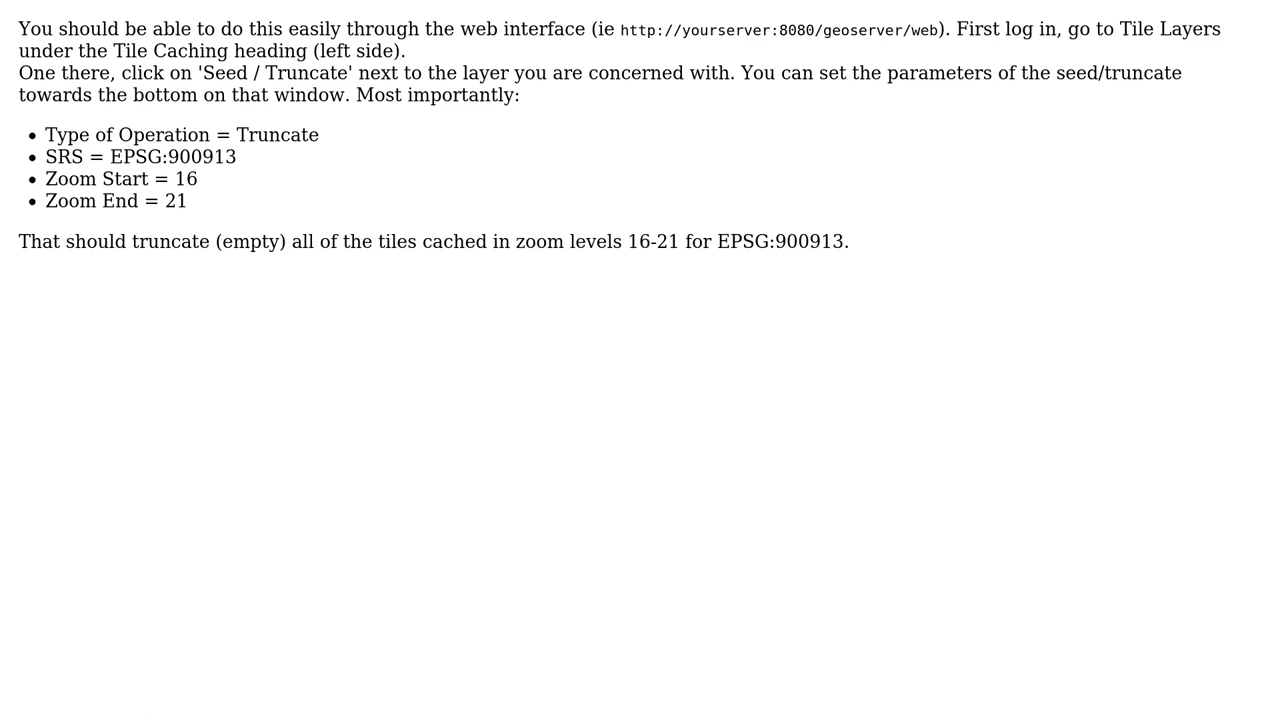 You should be able to do this easily through the web interface (ie http://yourserver:8080/geoserver/web). First log in, go to Tile Layers
under the Tile Caching heading (left side).
One there, click on 'Seed / Truncate' next to the layer you are concerned with. You can set the parameters of the seed/truncate
towards the bottom on that window. Most importantly:
• Type of Operation = Truncate
• SRS = EPSG:900913
• Zoom Start = 16
• Zoom End = 21
That should truncate (empty) all of the tiles cached in zoom levels 16-21 for EPSG:900913.